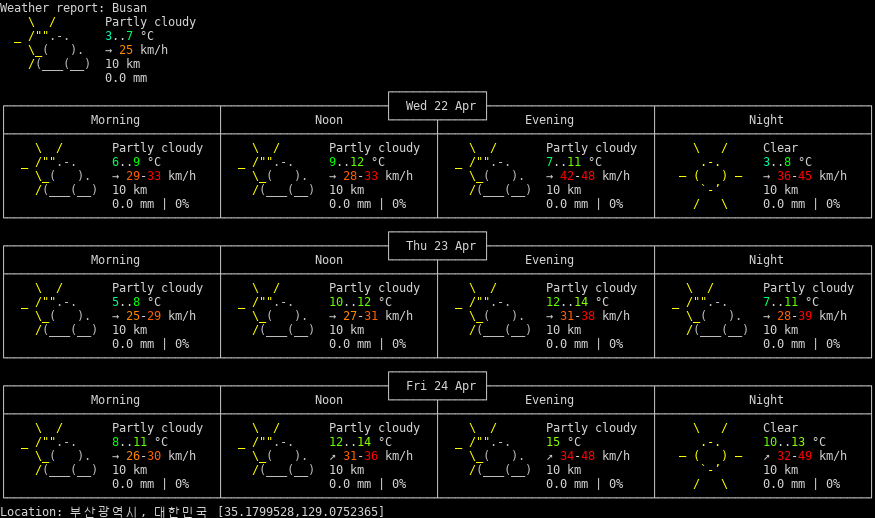 Weather report: Busan
Partly cloudy
3..7 °C
→ 25 km/h
10 km
0.0 mm
Wed 22 Apr
Morning Noon Evening Night
Partly cloudy Partly cloudy Partly cloudy Clear
6..9 °C 9..12 °C 7..11 °C 3..8 °C
→ 29-33 km/h → 28-33 km/h → 42-48 km/h → 36-45 km/h
10 km 10 km 10 km 10 km
0.0 mm | 0% 0.0 mm | 0% 0.0 mm | 0% 0.0 mm | 0%
Thu 23 Apr
Morning Noon Evening Night
Partly cloudy Partly cloudy Partly cloudy Partly cloudy
5..8 °C 10..12 °C 12..14 °C 7..11 °C
→ 25-29 km/h → 27-31 km/h → 31-38 km/h → 28-39 km/h
10 km 10 km 10 km 10 km
0.0 mm | 0% 0.0 mm | 0% 0.0 mm | 0% 0.0 mm | 0%
Fri 24 Apr
Morning Noon Evening Night
Partly cloudy Partly cloudy Partly cloudy Clear
8..11 °C 12..14 °C 15 °C 10..13 °C
→ 26-30 km/h ↗ 31-36 km/h ↗ 34-48 km/h ↗ 32-49 km/h
10 km 10 km 10 km 10 km
0.0 mm | 0% 0.0 mm | 0% 0.0 mm | 0% 0.0 mm | 0%
Location: 부산광역시, 대한민국 [35.1799528,129.0752365]